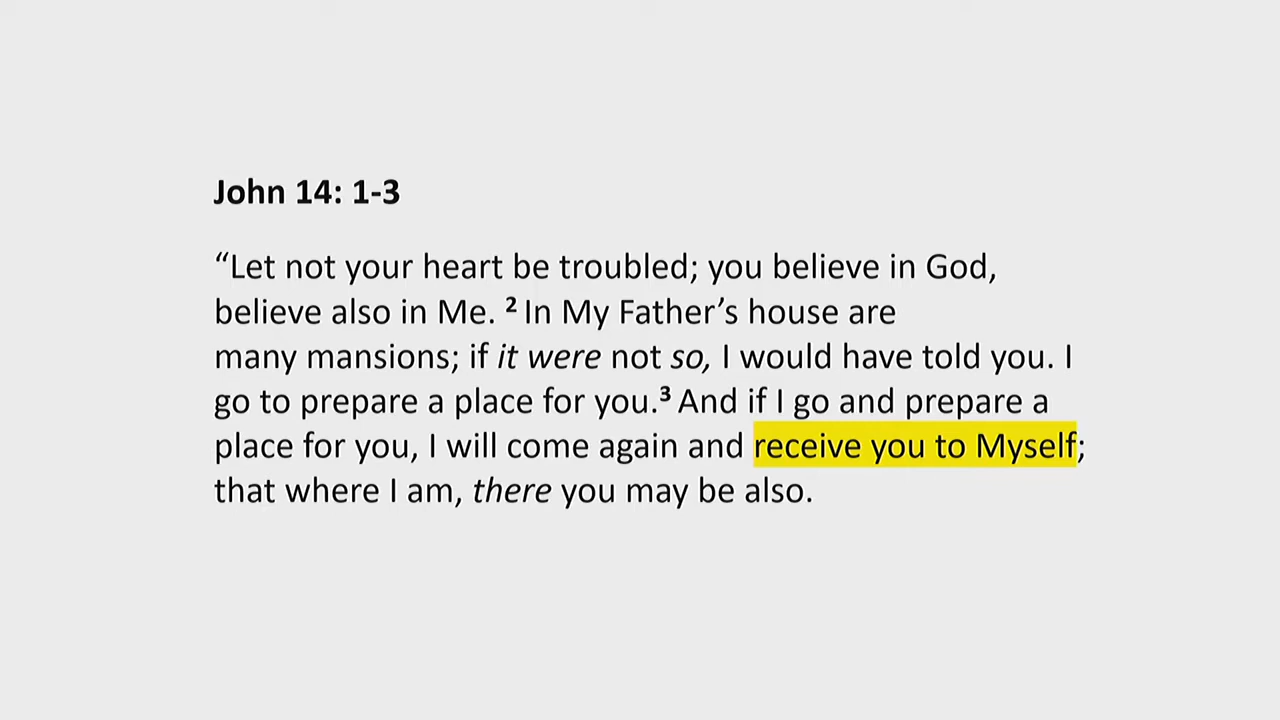 John 14: 1-3
“Let not your heart be troubled; you believe in God,
believe also in Me. ² In My Father’s house are
many mansions; if it were not so, I would have told you. I
go to prepare a place for you.³ And if I go and prepare a
place for you, I will come again and receive you to Myself;
that where I am, there you may be also.